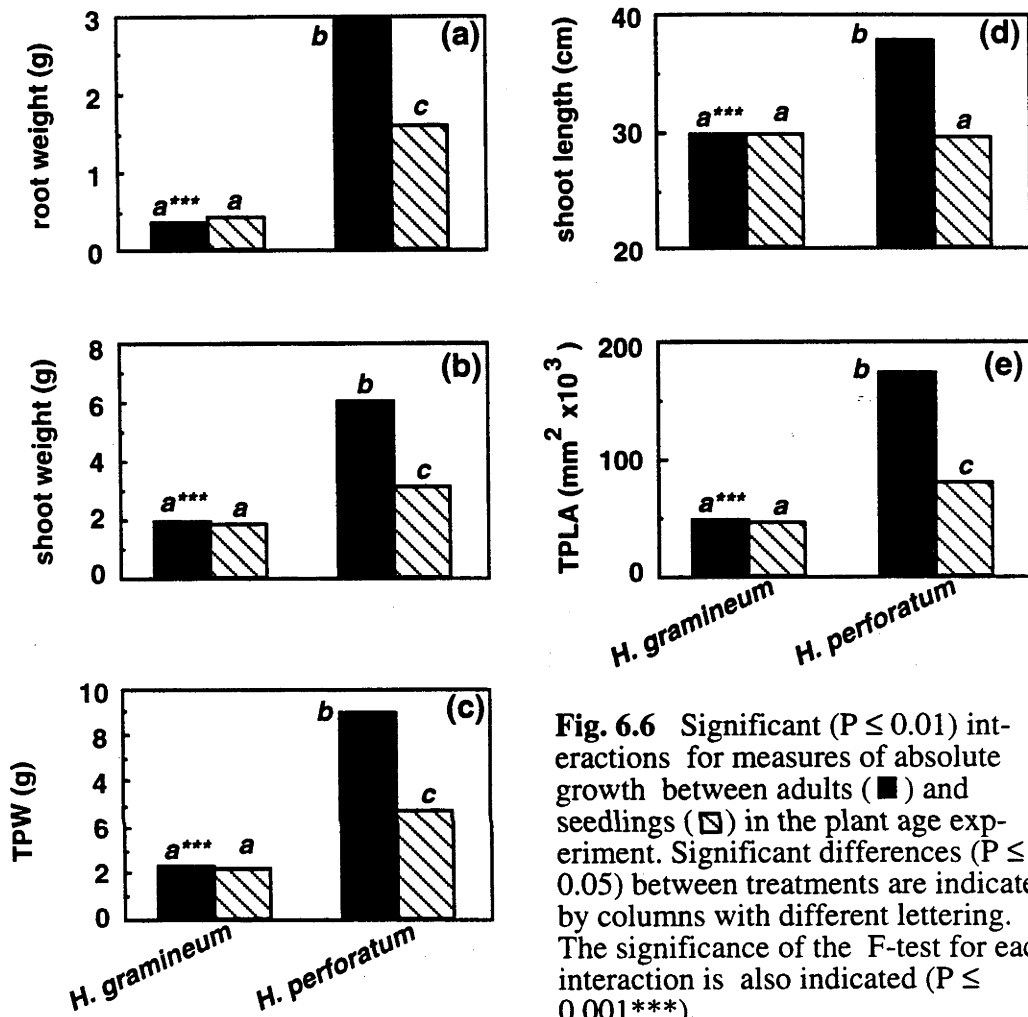 (a)
root weight (g)
3
2
1
0
a*** a b c
(b)
shoot weight (g)
8
6
4
2
0
a*** a b c
(c)
TPW (g)
10
8
4
6
2
0
a*** a b c
H. gramineum H. perforatum
(d)
shoot length (cm)
40
30
20
a*** a b a
(e)
TPLA (mm² x10³)
200
100
0
a*** a b c
H. gramineum H. perforatum
Fig. 6.6 Significant (P ≤ 0.01) int-
eractions for measures of absolute
growth between adults (■) and
seedlings (▧) in the plant age exp-
eriment. Significant differences (P ≤
0.05) between treatments are indicate
by columns with different lettering.
The significance of the F-test for eac
interaction is also indicated (P ≤
0.001***).